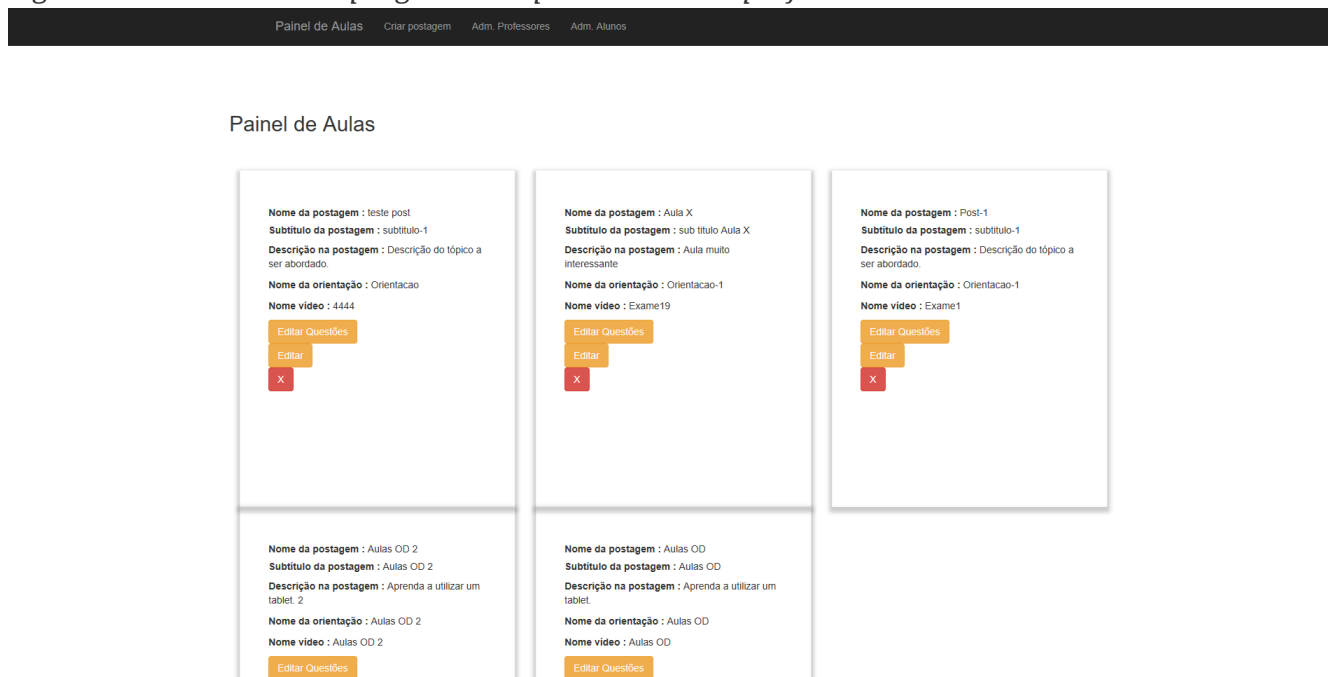 Painel de Aulas Criar postagem Adm. Professores Adm. Alunos
Painel de Aulas
Nome da postagem : teste post
Subtítulo da postagem : subtitulo-1
Descrição na postagem : Descrição do tópico a
ser abordado.
Nome da orientação : Orientacao
Nome vídeo : 4444
Editar Questões
Editar
X
Nome da postagem : Aula X
Subtítulo da postagem : sub titulo Aula X
Descrição na postagem : Aula muito
interessante
Nome da orientação : Orientacao-1
Nome vídeo : Exame19
Editar Questões
Editar
X
Nome da postagem : Post-1
Subtítulo da postagem : subtitulo-1
Descrição na postagem : Descrição do tópico a
ser abordado.
Nome da orientação : Orientacao-1
Nome vídeo : Exame1
Editar Questões
Editar
X
Nome da postagem : Aulas OD 2
Subtítulo da postagem : Aulas OD 2
Descrição na postagem : Aprenda a utilizar um
tablet. 2
Nome da orientação : Aulas OD 2
Nome vídeo : Aulas OD 2
Editar Questões
Nome da postagem : Aulas OD
Subtítulo da postagem : Aulas OD
Descrição na postagem : Aprenda a utilizar um
tablet.
Nome da orientação : Aulas OD
Nome vídeo : Aulas OD
Editar Questões